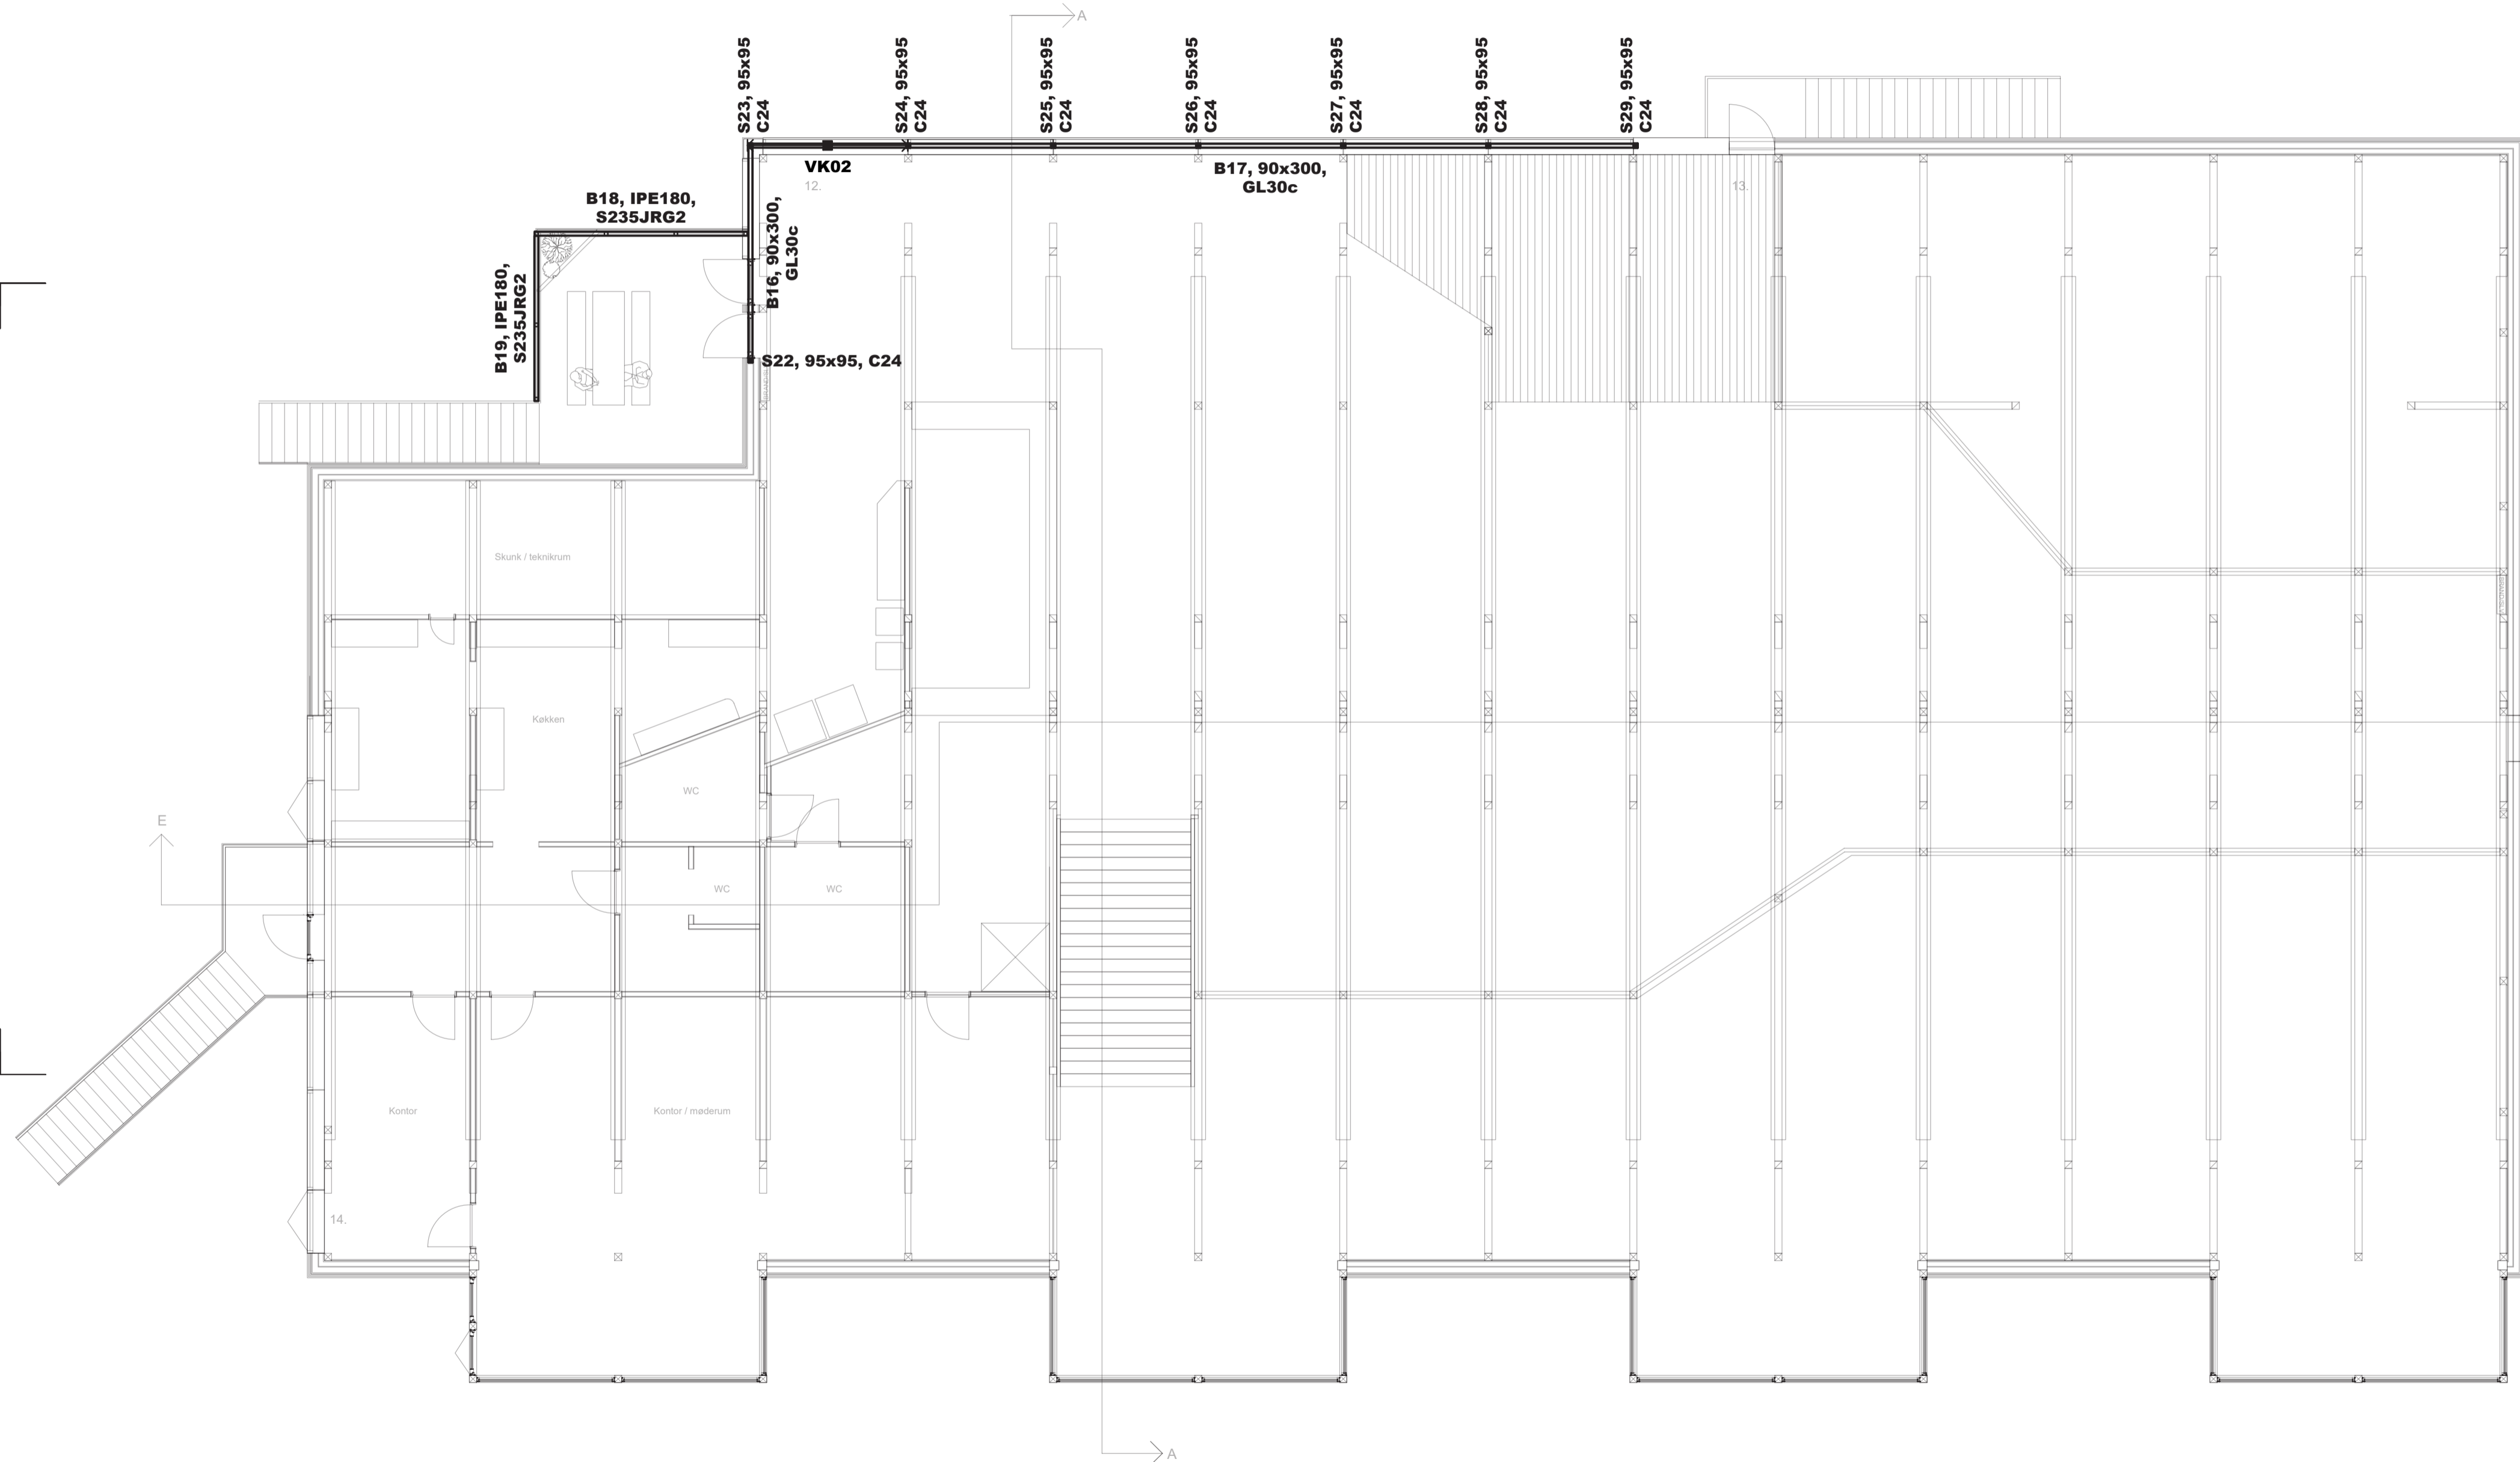 A
S23, 95x95
C24
S24, 95x95
C24
S25, 95x95
C24
S26, 95x95
C24
S27, 95x95
C24
S28, 95x95
C24
S29, 95x95
C24
VK02
12.
B17, 90x300,
GL30c
13.
B18, IPE180,
S235JRG2
B16, 90x300,
GL30c
B19, IPE180,
S235JRG2
S22, 95x95, C24
Skunk / teknikrum
Køkken
WC
E
WC
WC
Kontor
Kontor / møderum
14.
A